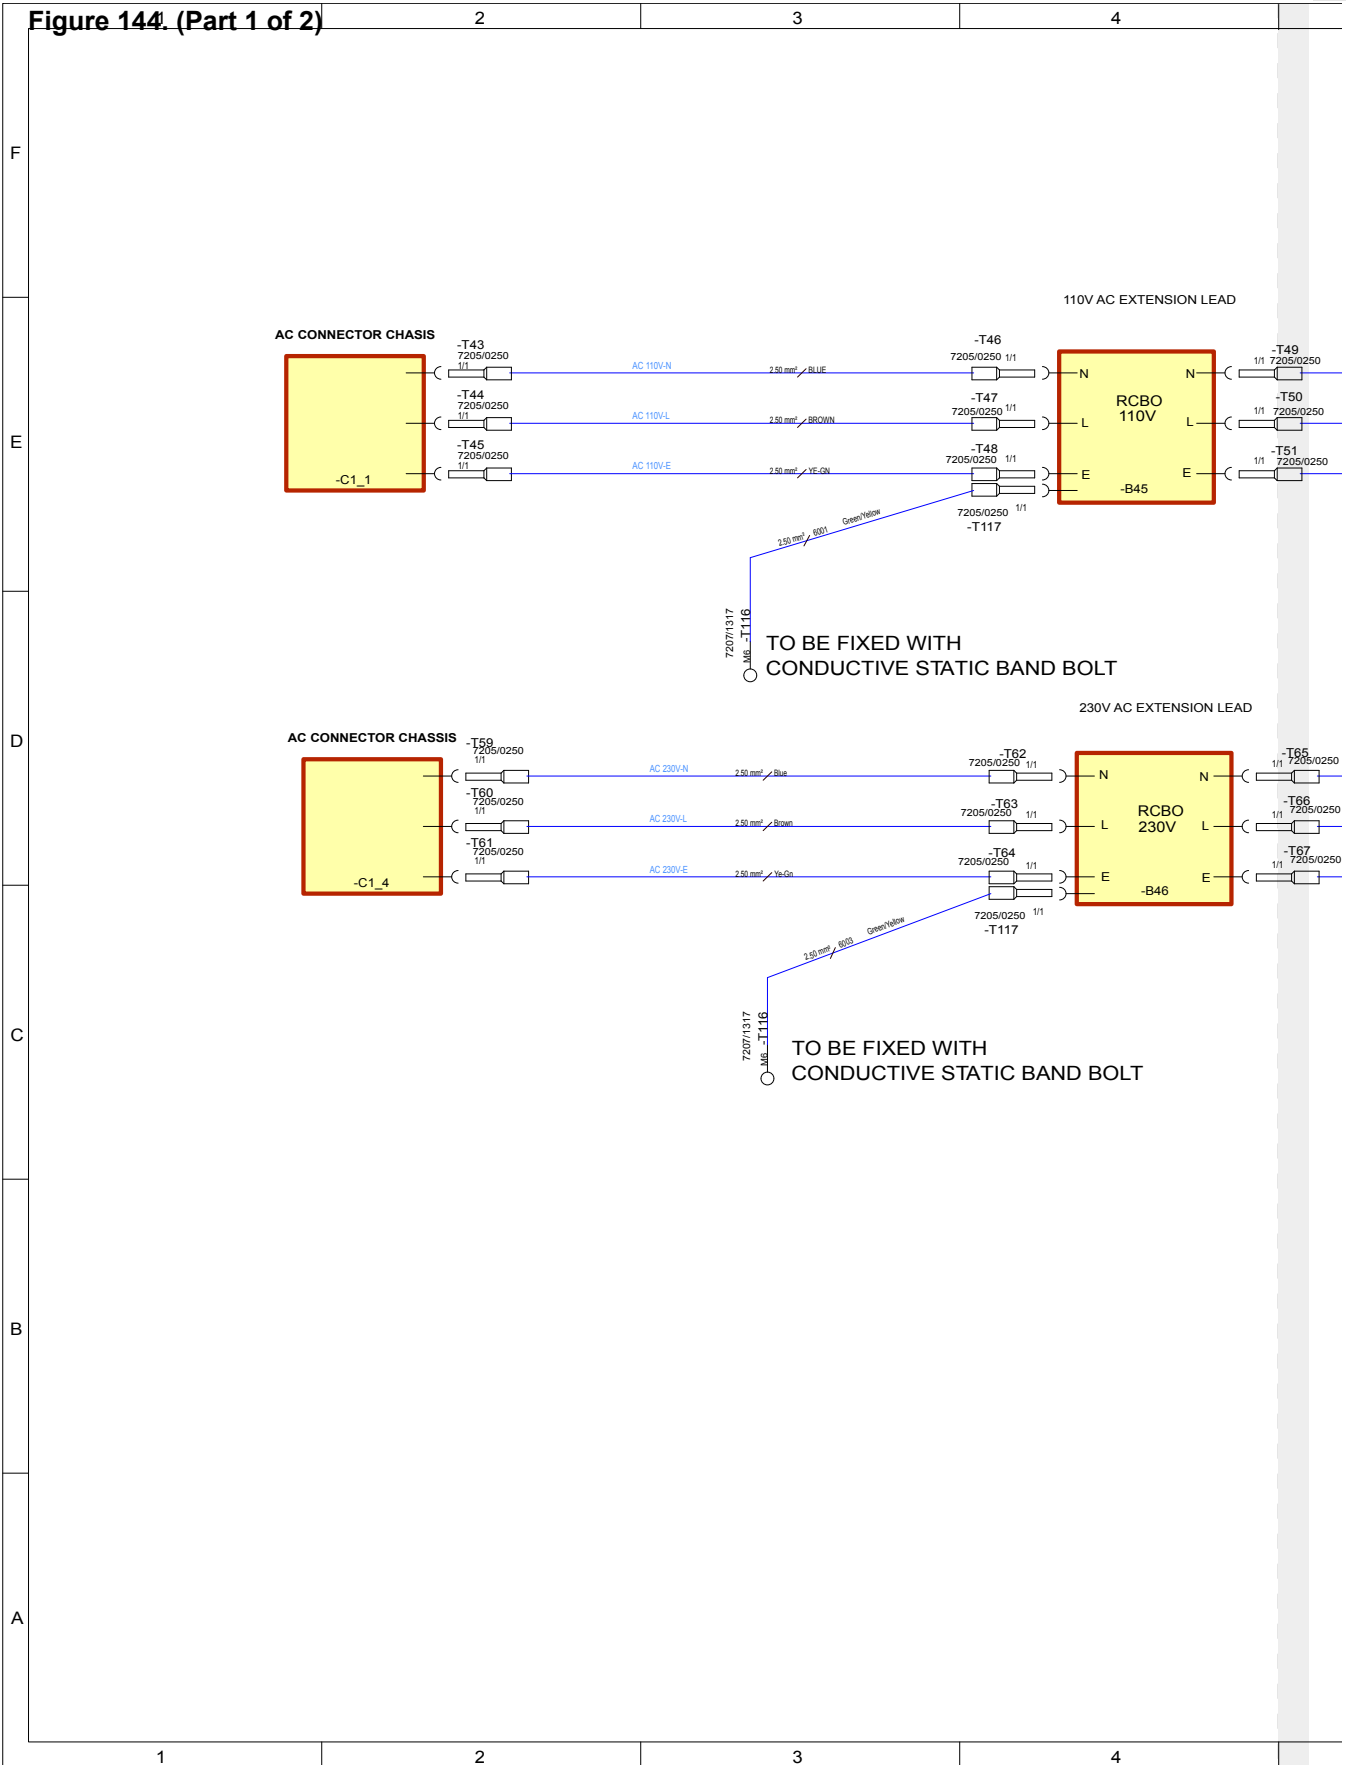 Figure 144. (Part 1 of 2)
1
2
3
4
F
110V AC EXTENSION LEAD
AC CONNECTOR CHASIS
-T43
7205/0250
1/1
AC 110V-N
2.50 mm² BLUE
-T46
7205/0250 1/1
N
N
-T49
1/1 7205/0250
-T44
7205/0250
1/1
AC 110V-L
2.50 mm² BROWN
-T47
7205/0250 1/1
L
RCBO
110V
L
-T50
1/1 7205/0250
E
-T45
7205/0250
1/1
AC 110V-E
2.50 mm² YE-GN
-T48
7205/0250 1/1
E
E
-T51
1/1 7205/0250
-C1_1
-B45
7205/0250 1/1
-T117
2.50 mm² 6001 Green/Yellow
7207/1317
M6 -T116
TO BE FIXED WITH
CONDUCTIVE STATIC BAND BOLT
230V AC EXTENSION LEAD
D
AC CONNECTOR CHASSIS
-T59
7205/0250
1/1
AC 230V-N
2.50 mm² Blue
-T62
7205/0250 1/1
N
N
-T65
1/1 7205/0250
-T60
7205/0250
1/1
AC 230V-L
2.50 mm² Brown
-T63
7205/0250 1/1
L
RCBO
230V
L
-T66
1/1 7205/0250
-T61
7205/0250
1/1
AC 230V-E
2.50 mm² Ye-Gn
-T64
7205/0250 1/1
E
E
-T67
1/1 7205/0250
-C1_4
-B46
7205/0250 1/1
-T117
2.50 mm² 6003 Green/Yellow
C
7207/1317
M6 -T116
TO BE FIXED WITH
CONDUCTIVE STATIC BAND BOLT
B
A
1
2
3
4